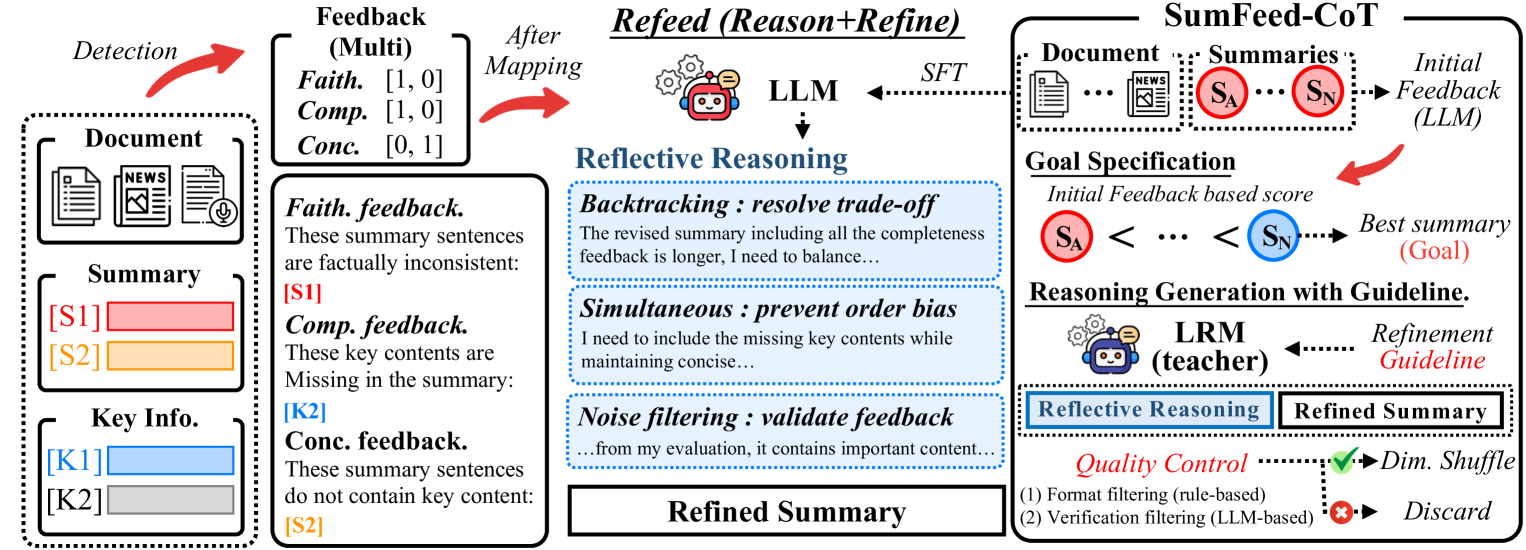 Detection
Document
NEWS
Summary
[S1]
[S2]
Key Info.
[K1]
[K2]
Feedback
(Multi)
Faith. [1, 0]
Comp. [1, 0]
Conc. [0, 1]
After
Mapping
Faith. feedback.
These summary sentences
are factually inconsistent:
[S1]
Comp. feedback.
These key contents are
Missing in the summary:
[K2]
Conc. feedback.
These summary sentences
do not contain key content:
[S2]
Refeed (Reason+Refine)
LLM
SFT
Reflective Reasoning
Backtracking : resolve trade-off
The revised summary including all the completeness
feedback is longer, I need to balance…
Simultaneous : prevent order bias
I need to include the missing key contents while
maintaining concise…
Noise filtering : validate feedback
…from my evaluation, it contains important content…
Refined Summary
SumFeed-CoT
Document
NEWS
Summaries
SA ··· SN
Initial
Feedback
(LLM)
Goal Specification
Initial Feedback based score
SA < ··· < SN
Best summary
(Goal)
Reasoning Generation with Guideline.
LRM
(teacher)
Refinement
Guideline
Reflective Reasoning
Refined Summary
Quality Control
Dim. Shuffle
(1) Format filtering (rule-based)
(2) Verification filtering (LLM-based)
Discard